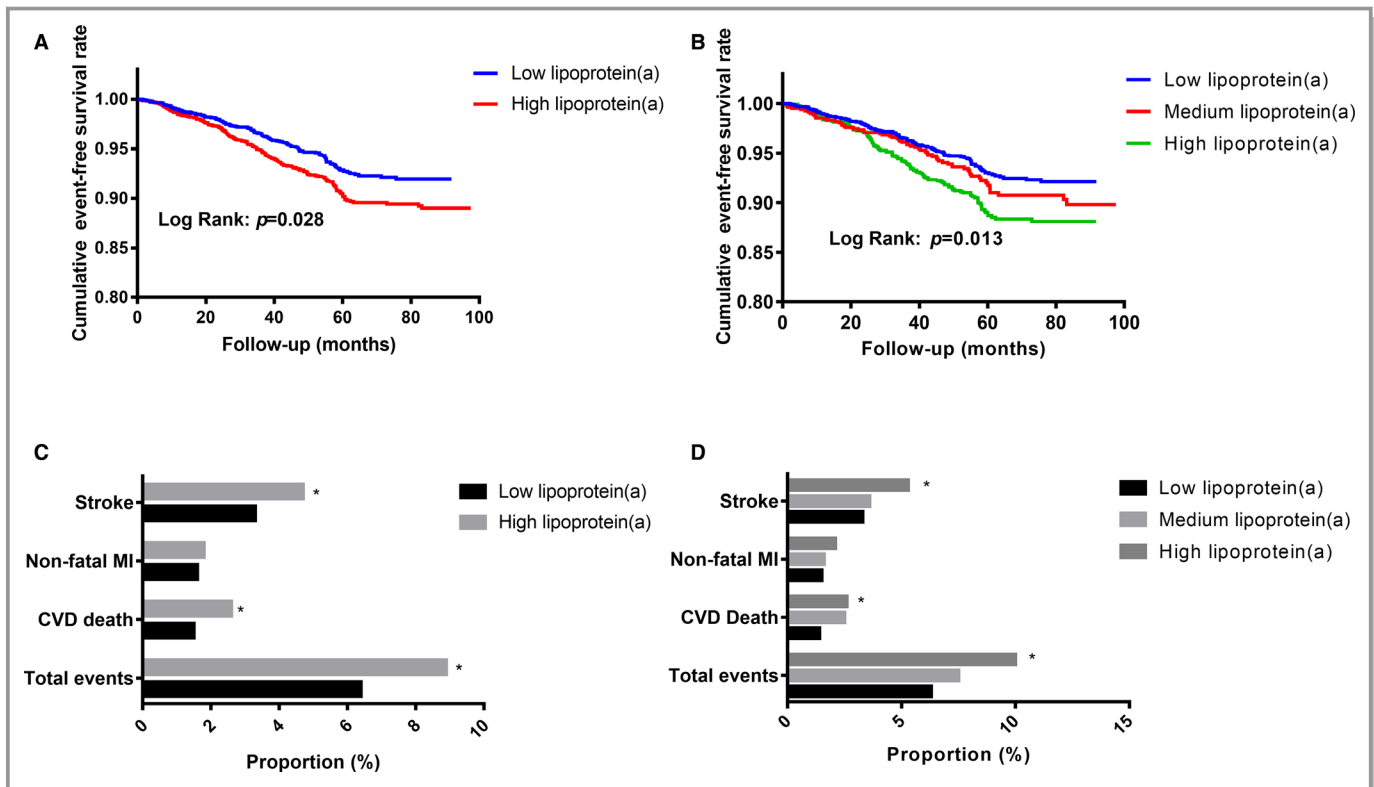 A
Cumulative event-free survival rate
1.00
0.95
0.90
0.85
0.80
0 20 40 60 80 100
Follow-up (months)
Log Rank: p=0.028
Low lipoprotein(a)
High lipoprotein(a)
B
Cumulative event-free survival rate
1.00
0.95
0.90
0.85
0.80
0 20 40 60 80 100
Follow-up (months)
Log Rank: p=0.013
Low lipoprotein(a)
Medium lipoprotein(a)
High lipoprotein(a)
C
Stroke *
Non-fatal MI
CVD death *
Total events *
0 2 4 6 8 10
Proportion (%)
Low lipoprotein(a)
High lipoprotein(a)
D
Stroke *
Non-fatal MI
CVD Death *
Total events *
0 5 10 15
Proportion (%)
Low lipoprotein(a)
Medium lipoprotein(a)
High lipoprotein(a)